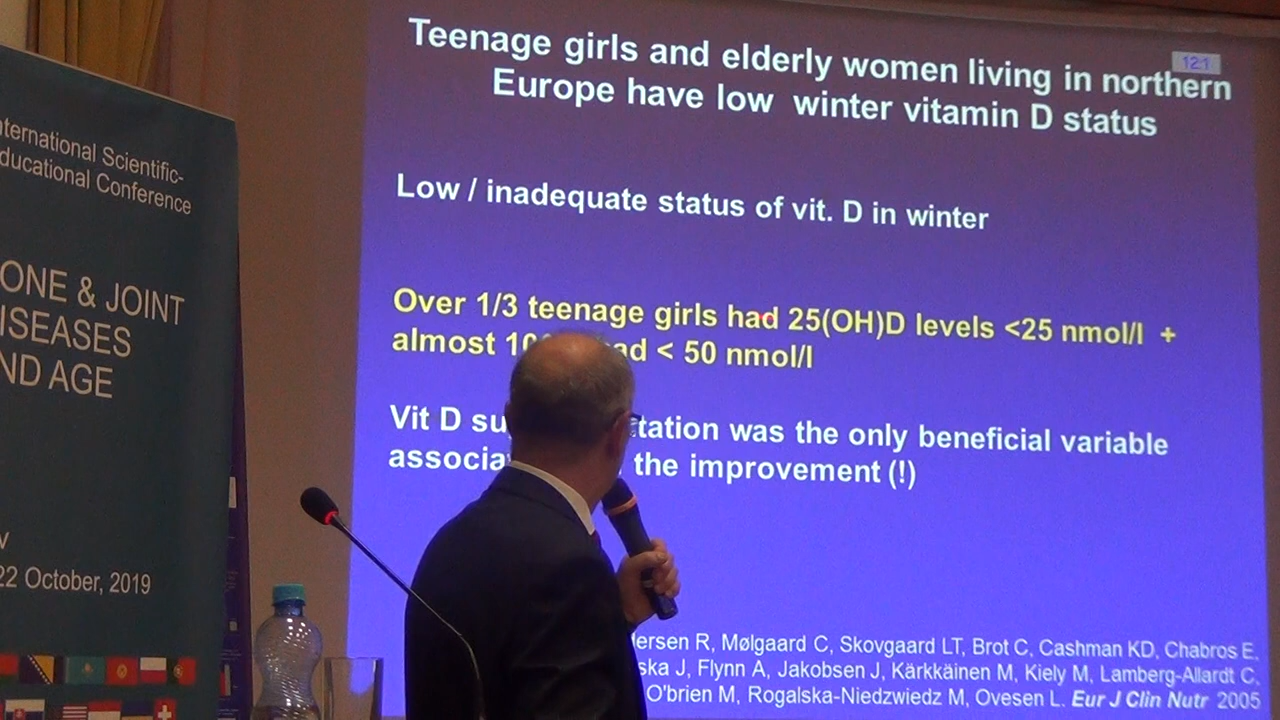 Teenage girls and elderly women living in northern
Europe have low winter vitamin D status
12:1
Low / inadequate status of vit. D in winter
Over 1/3 teenage girls had 25(OH)D levels <25 nmol/l +
almost < 50 nmol/l
Vit D was the only beneficial variable
the improvement (!)
R, Mølgaard C, Skovgaard LT, Brot C, Cashman KD, Chabros E,
J, Flynn A, Jakobsen J, Kärkkäinen M, Kiely M, Lamberg-Allardt C,
O'brien M, Rogalska-Niedzwiedz M, Ovesen L. Eur J Clin Nutr 2005
nternational Scientific-
ducational Conference
ONE & JOINT
ISEASES
ND AGE
22 October, 2019